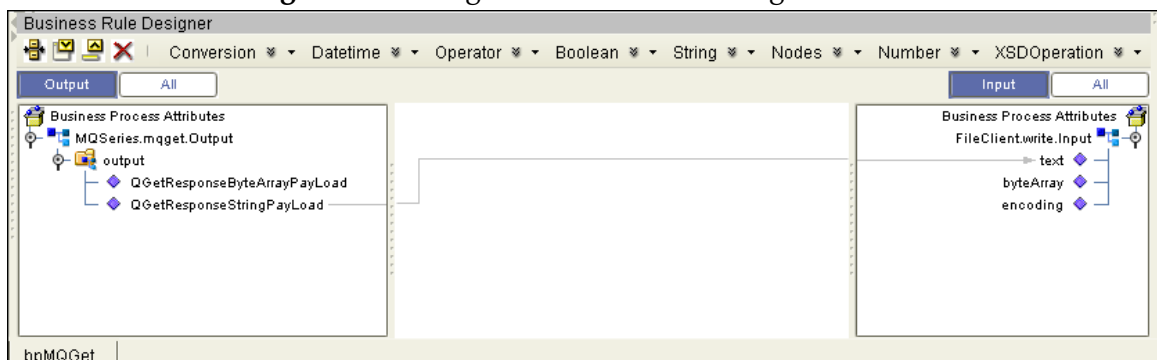 Business Rule Designer
Conversion Datetime Operator Boolean String Nodes Number XSDOperation
Output All Input All
Business Process Attributes
MQSeries.mqget.Output
output
QGetResponseByteArrayPayLoad
QGetResponseStringPayLoad
Business Process Attributes
FileClient.write.Input
text
byteArray
encoding
bpMQGet